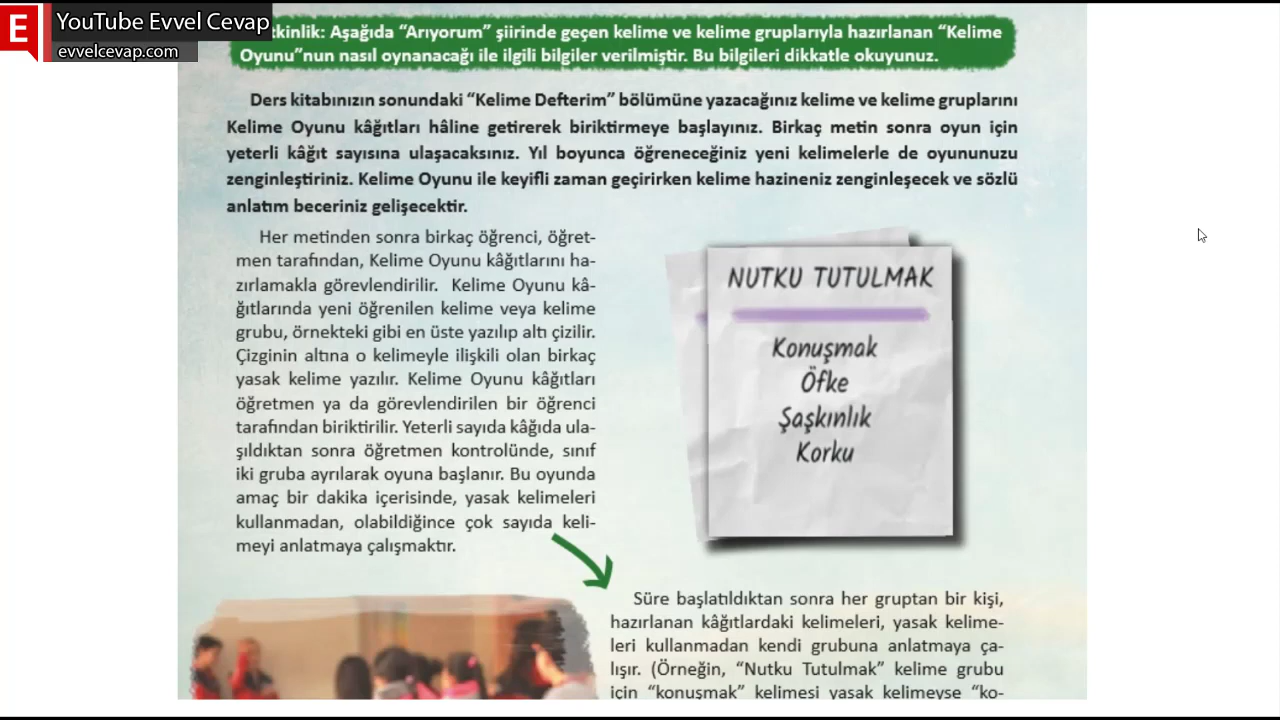 E
YouTube Evvel Cevap
evvelcevap.com
tkinlik: Aşağıda “Arıyorum” şiirinde geçen kelime ve kelime gruplarıyla hazırlanan “Kelime
Oyunu”nun nasıl oynanacağı ile ilgili bilgiler verilmiştir. Bu bilgileri dikkatle okuyunuz.
Ders kitabınızın sonundaki “Kelime Defterim” bölümüne yazacağınız kelime ve kelime gruplarını
Kelime Oyunu kâğıtları hâline getirerek biriktirmeye başlayınız. Birkaç metin sonra oyun için
yeterli kâğıt sayısına ulaşacaksınız. Yıl boyunca öğreneceğiniz yeni kelimelerle de oyununuzu
zenginleştiriniz. Kelime Oyunu ile keyifli zaman geçirirken kelime hazineniz zenginleşecek ve sözlü
anlatım beceriniz gelişecektir.
Her metinden sonra birkaç öğrenci, öğret-
men tarafından, Kelime Oyunu kâğıtlarını ha-
zırlamakla görevlendirilir. Kelime Oyunu kâ-
ğıtlarında yeni öğrenilen kelime veya kelime
grubu, örnekteki gibi en üste yazılıp altı çizilir.
Çizginin altına o kelimeyle ilişkili olan birkaç
yasak kelime yazılır. Kelime Oyunu kâğıtları
öğretmen ya da görevlendirilen bir öğrenci
tarafından biriktirilir. Yeterli sayıda kâğıda ula-
şıldıktan sonra öğretmen kontrolünde, sınıf
iki gruba ayrılarak oyuna başlanır. Bu oyunda
amaç bir dakika içerisinde, yasak kelimeleri
kullanmadan, olabildiğince çok sayıda keli-
meyi anlatmaya çalışmaktır.
NUTKU TUTULMAK
Konuşmak
Öfke
Şaşkınlık
Korku
Süre başlatıldıktan sonra her gruptan bir kişi,
hazırlanan kâğıtlardaki kelimeleri, yasak kelime-
leri kullanmadan kendi grubuna anlatmaya ça-
lışır. (Örneğin, “Nutku Tutulmak” kelime grubu
için “konuşmak” kelimesi yasak kelimeyse “ko-